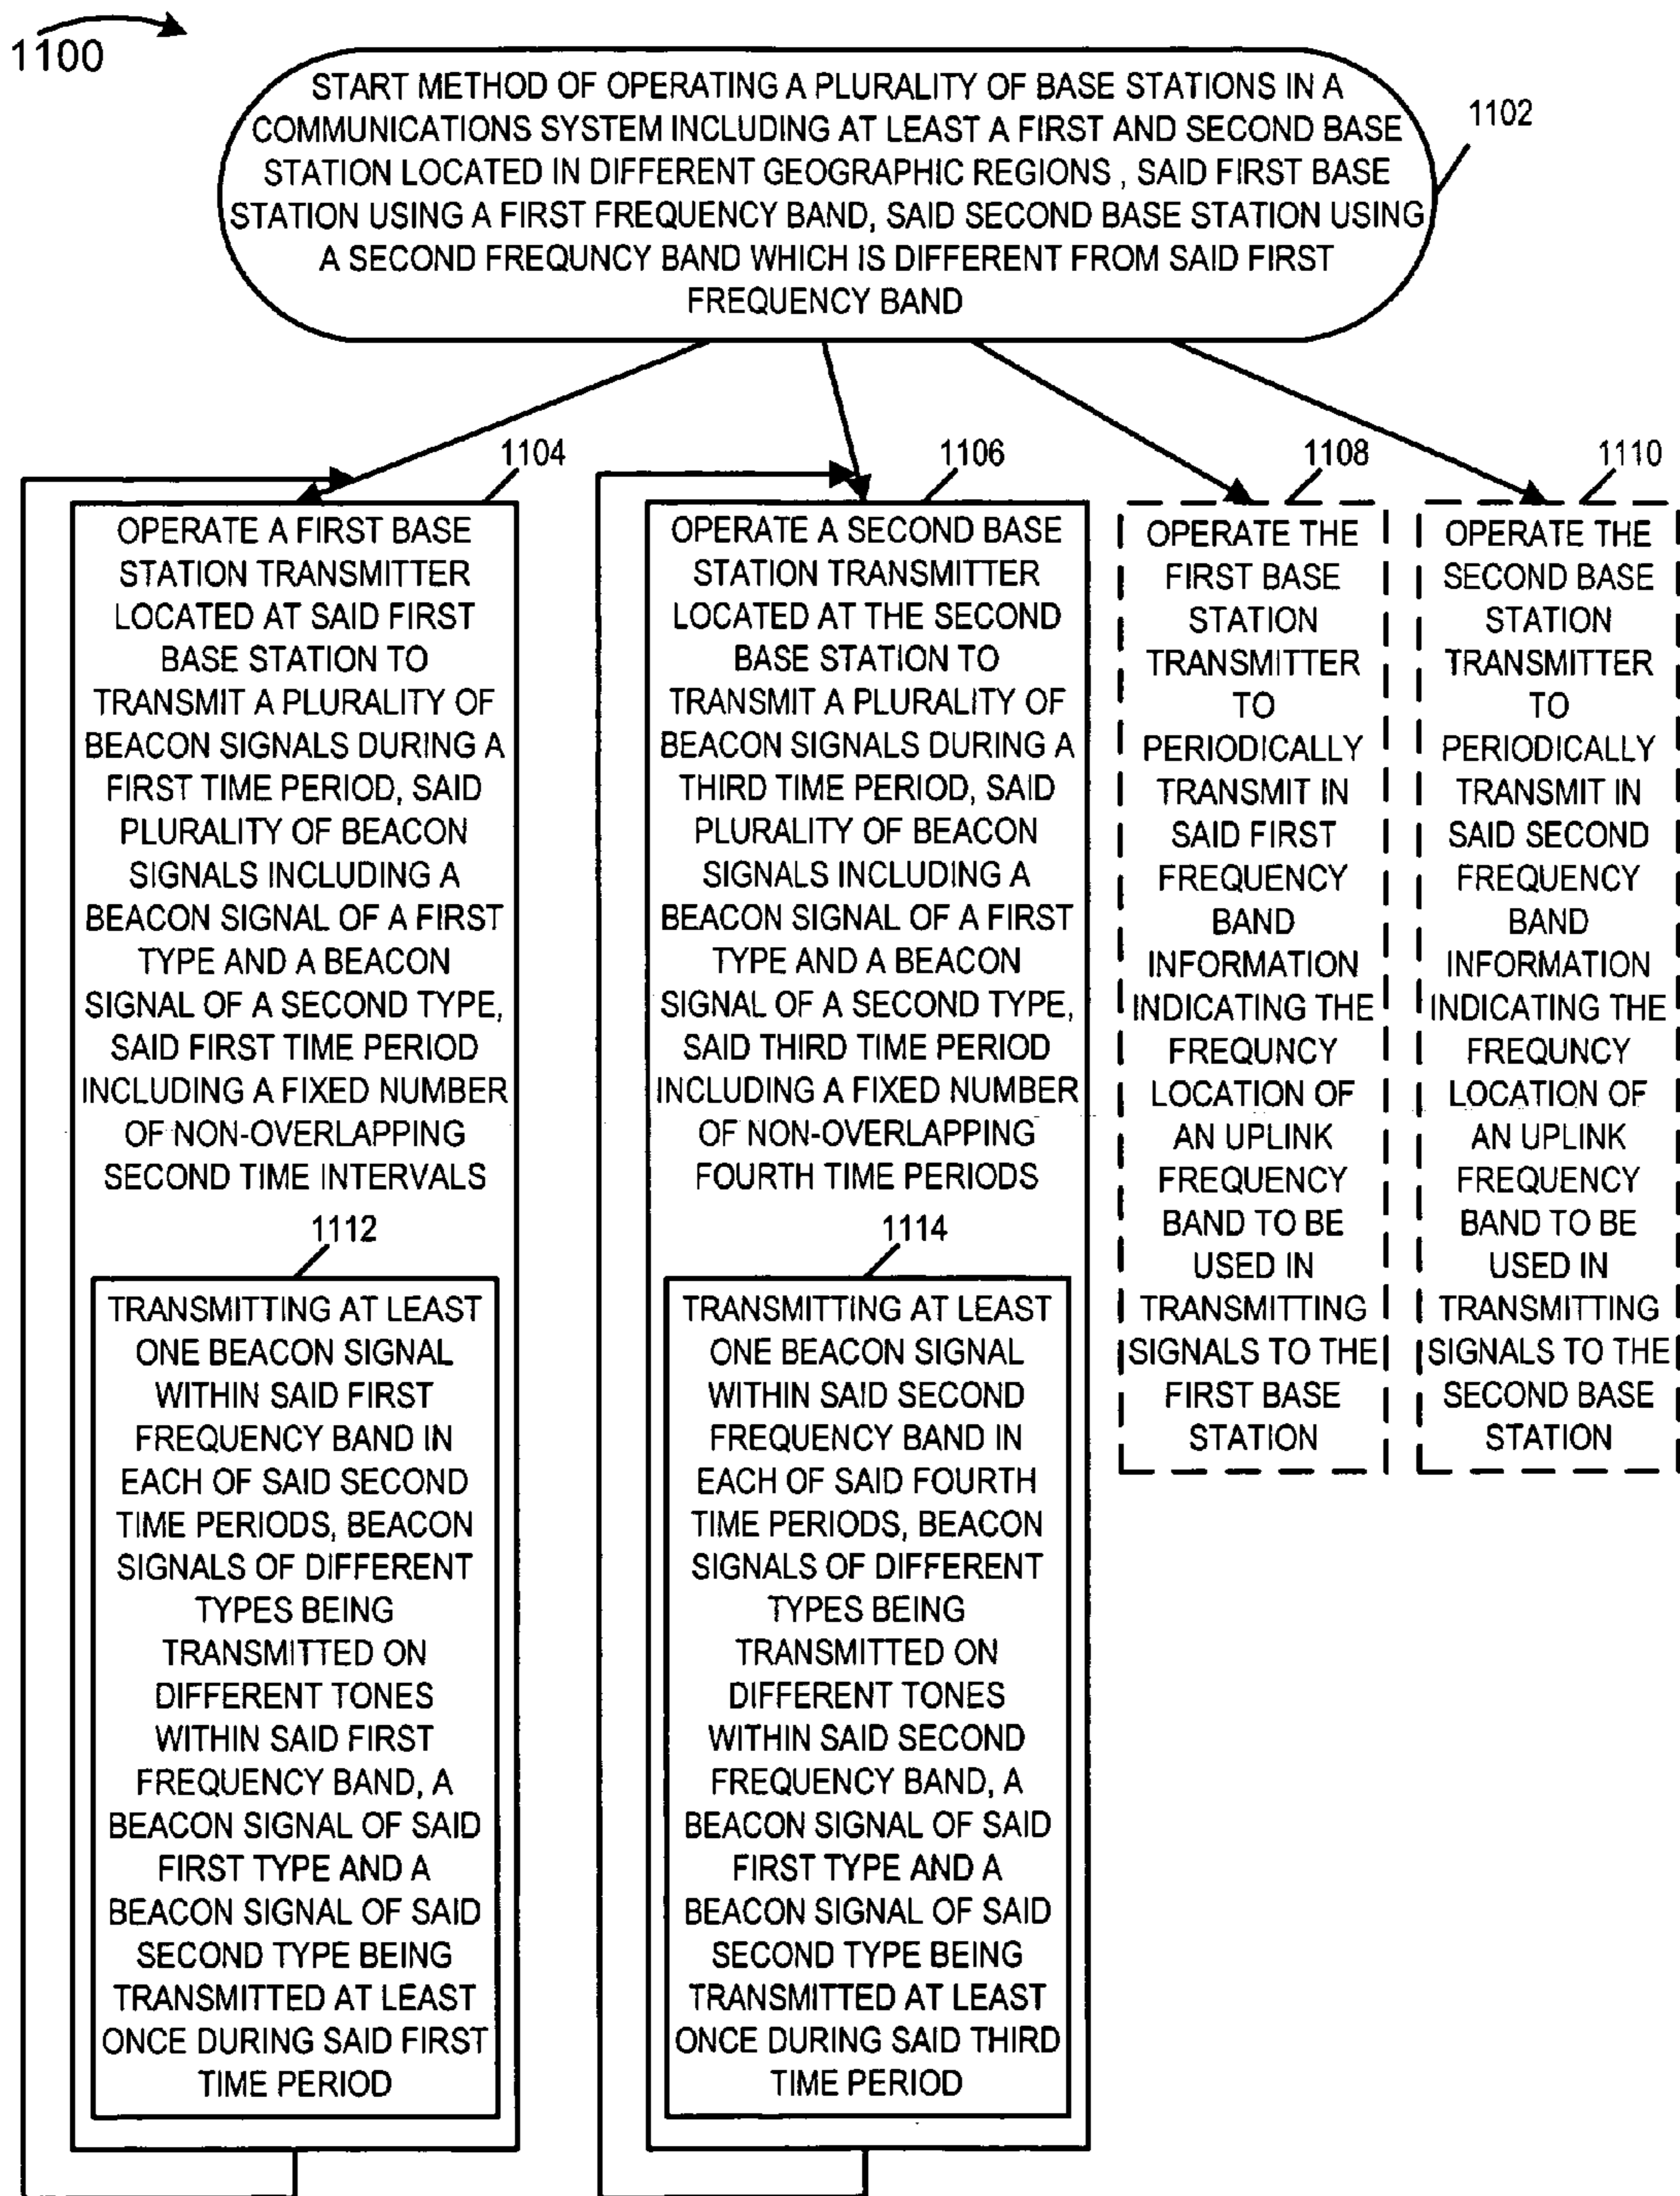 1100
START METHOD OF OPERATING A PLURALITY OF BASE STATIONS IN A
COMMUNICATIONS SYSTEM INCLUDING AT LEAST A FIRST AND SECOND BASE
STATION LOCATED IN DIFFERENT GEOGRAPHIC REGIONS , SAID FIRST BASE
STATION USING A FIRST FREQUENCY BAND, SAID SECOND BASE STATION USING
A SECOND FREQUNCY BAND WHICH IS DIFFERENT FROM SAID FIRST
FREQUENCY BAND
1102
1104
OPERATE A FIRST BASE
STATION TRANSMITTER
LOCATED AT SAID FIRST
BASE STATION TO
TRANSMIT A PLURALITY OF
BEACON SIGNALS DURING A
FIRST TIME PERIOD, SAID
PLURALITY OF BEACON
SIGNALS INCLUDING A
BEACON SIGNAL OF A FIRST
TYPE AND A BEACON
SIGNAL OF A SECOND TYPE,
SAID FIRST TIME PERIOD
INCLUDING A FIXED NUMBER
OF NON-OVERLAPPING
SECOND TIME INTERVALS
1112
TRANSMITTING AT LEAST
ONE BEACON SIGNAL
WITHIN SAID FIRST
FREQUENCY BAND IN
EACH OF SAID SECOND
TIME PERIODS, BEACON
SIGNALS OF DIFFERENT
TYPES BEING
TRANSMITTED ON
DIFFERENT TONES
WITHIN SAID FIRST
FREQUENCY BAND, A
BEACON SIGNAL OF SAID
FIRST TYPE AND A
BEACON SIGNAL OF SAID
SECOND TYPE BEING
TRANSMITTED AT LEAST
ONCE DURING SAID FIRST
TIME PERIOD
1106
OPERATE A SECOND BASE
STATION TRANSMITTER
LOCATED AT THE SECOND
BASE STATION TO
TRANSMIT A PLURALITY OF
BEACON SIGNALS DURING A
THIRD TIME PERIOD, SAID
PLURALITY OF BEACON
SIGNALS INCLUDING A
BEACON SIGNAL OF A FIRST
TYPE AND A BEACON
SIGNAL OF A SECOND TYPE,
SAID THIRD TIME PERIOD
INCLUDING A FIXED NUMBER
OF NON-OVERLAPPING
FOURTH TIME PERIODS
1114
TRANSMITTING AT LEAST
ONE BEACON SIGNAL
WITHIN SAID SECOND
FREQUENCY BAND IN
EACH OF SAID FOURTH
TIME PERIODS, BEACON
SIGNALS OF DIFFERENT
TYPES BEING
TRANSMITTED ON
DIFFERENT TONES
WITHIN SAID SECOND
FREQUENCY BAND, A
BEACON SIGNAL OF SAID
FIRST TYPE AND A
BEACON SIGNAL OF SAID
SECOND TYPE BEING
TRANSMITTED AT LEAST
ONCE DURING SAID THIRD
TIME PERIOD
1108
OPERATE THE
FIRST BASE
STATION
TRANSMITTER
TO
PERIODICALLY
TRANSMIT IN
SAID FIRST
FREQUENCY
BAND
INFORMATION
INDICATING THE
FREQUNCY
LOCATION OF
AN UPLINK
FREQUENCY
BAND TO BE
USED IN
TRANSMITTING
SIGNALS TO THE
FIRST BASE
STATION
1110
OPERATE THE
SECOND BASE
STATION
TRANSMITTER
TO
PERIODICALLY
TRANSMIT IN
SAID SECOND
FREQUENCY
BAND
INFORMATION
INDICATING THE
FREQUNCY
LOCATION OF
AN UPLINK
FREQUENCY
BAND TO BE
USED IN
TRANSMITTING
SIGNALS TO THE
SECOND BASE
STATION